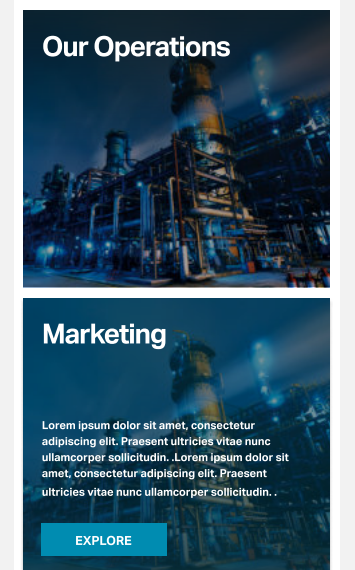 Our Operations
Marketing
Lorem ipsum dolor sit amet, consectetur
adipiscing elit. Praesent ultricies vitae nunc
ullamcorper sollicitudin. .Lorem ipsum dolor sit
amet, consectetur adipiscing elit. Praesent
ultricies vitae nunc ullamcorper sollicitudin. .
EXPLORE